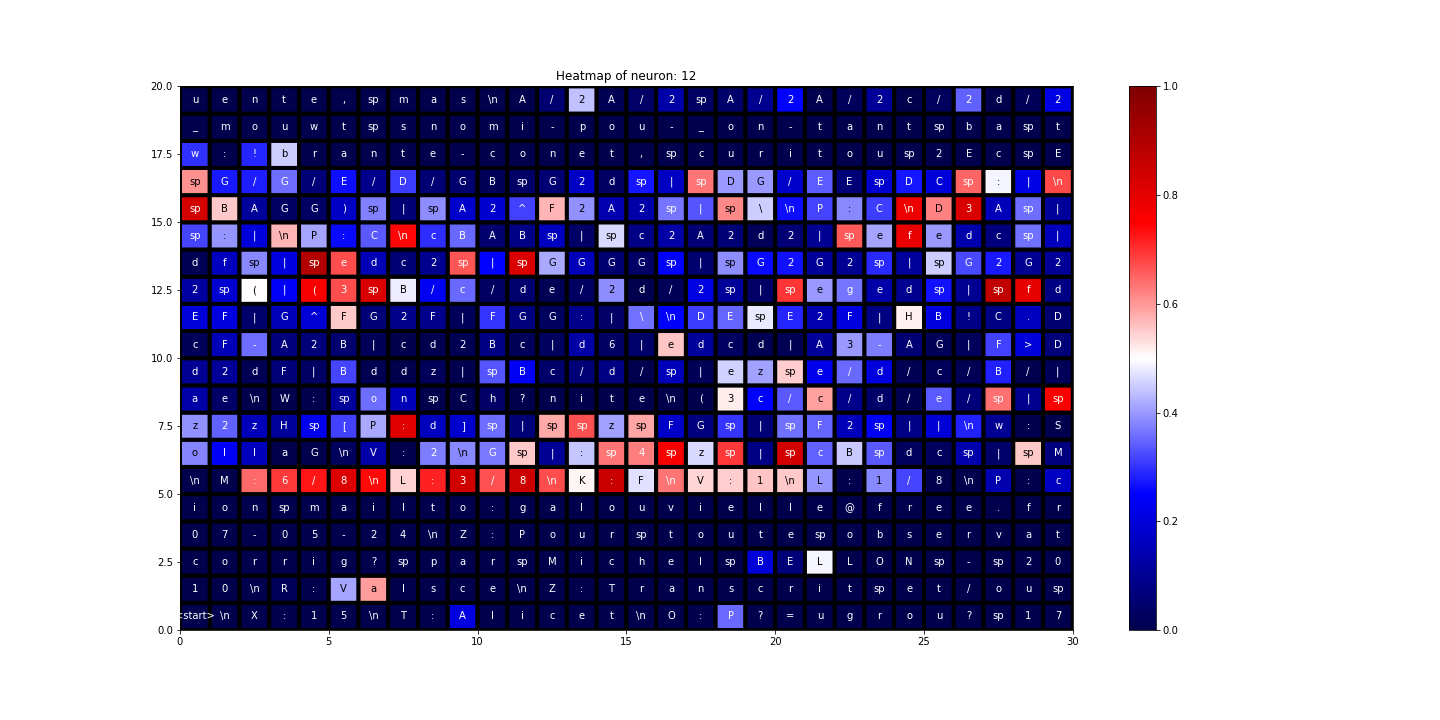 Heatmap of neuron: 12
20.0 u e n t e , sp m a s \n A / 2 A / 2 sp A / 2 A / 2 c / 2 d / 2 1.0
_ m o u w t sp s n o m i - p o u - _ o n - t a n t sp b a sp t
17.5 w : ! b r a n t e - c o n e t , sp c u r i t o u sp 2 E c sp E
sp G / G / E / D / G B sp G 2 d sp | sp D G / E E sp D C sp : | \n
15.0 sp B A G G ) sp | sp A 2 ^ F 2 A 2 sp | sp \ \n P : C \n D 3 A sp | 0.8
sp : | \n P : C \n c B A B sp | sp c 2 A 2 d 2 | sp e f e d c sp |
d f sp | sp e d c 2 sp | sp G G G G sp | sp G 2 G 2 sp | sp G 2 G 2
12.5 2 sp ( | ( 3 sp B / c / d e / 2 d / 2 sp | sp e g e d sp | sp f d 0.6
E F | G ^ F G 2 F | F G G : | \ \n D E sp E 2 F | H B ! C . D
10.0 c F - A 2 B | c d 2 B c | d 6 | e d c d | A 3 - A G | F > D
d 2 d F | B d d z | sp B c / d / sp | e z sp e / d / c / B / | 0.4
a e \n W : sp o n sp C h ? n i t e \n ( 3 c / c / d / e / sp | sp
7.5 z 2 z H sp [ P : d ] sp | sp sp z sp F G sp | sp F 2 sp | | \n w : S
o l l a G \n V : 2 \n G sp | : sp 4 sp z sp | sp c B sp d c sp | sp M
5.0 \n M : 6 / 8 \n L : 3 / 8 \n K : F \n V : 1 \n L : 1 / 8 \n P : c 0.2
i o n sp m a i l t o : g a l o u v i e l l e @ f r e e . f r
0 7 - 0 5 - 2 4 \n Z : P o u r sp t o u t e sp o b s e r v a t
2.5 c o r r i g ? sp p a r sp M i c h e l sp B E L L O N sp - sp 2 0
1 0 \n R : V a l s e \n Z : T r a n s c r i t sp e t / o u sp
0.0 <start> \n X : 1 5 \n T : A l i c e t \n O : P ? = u g r o u ? sp 1 7 0.0
0 5 10 15 20 25 30